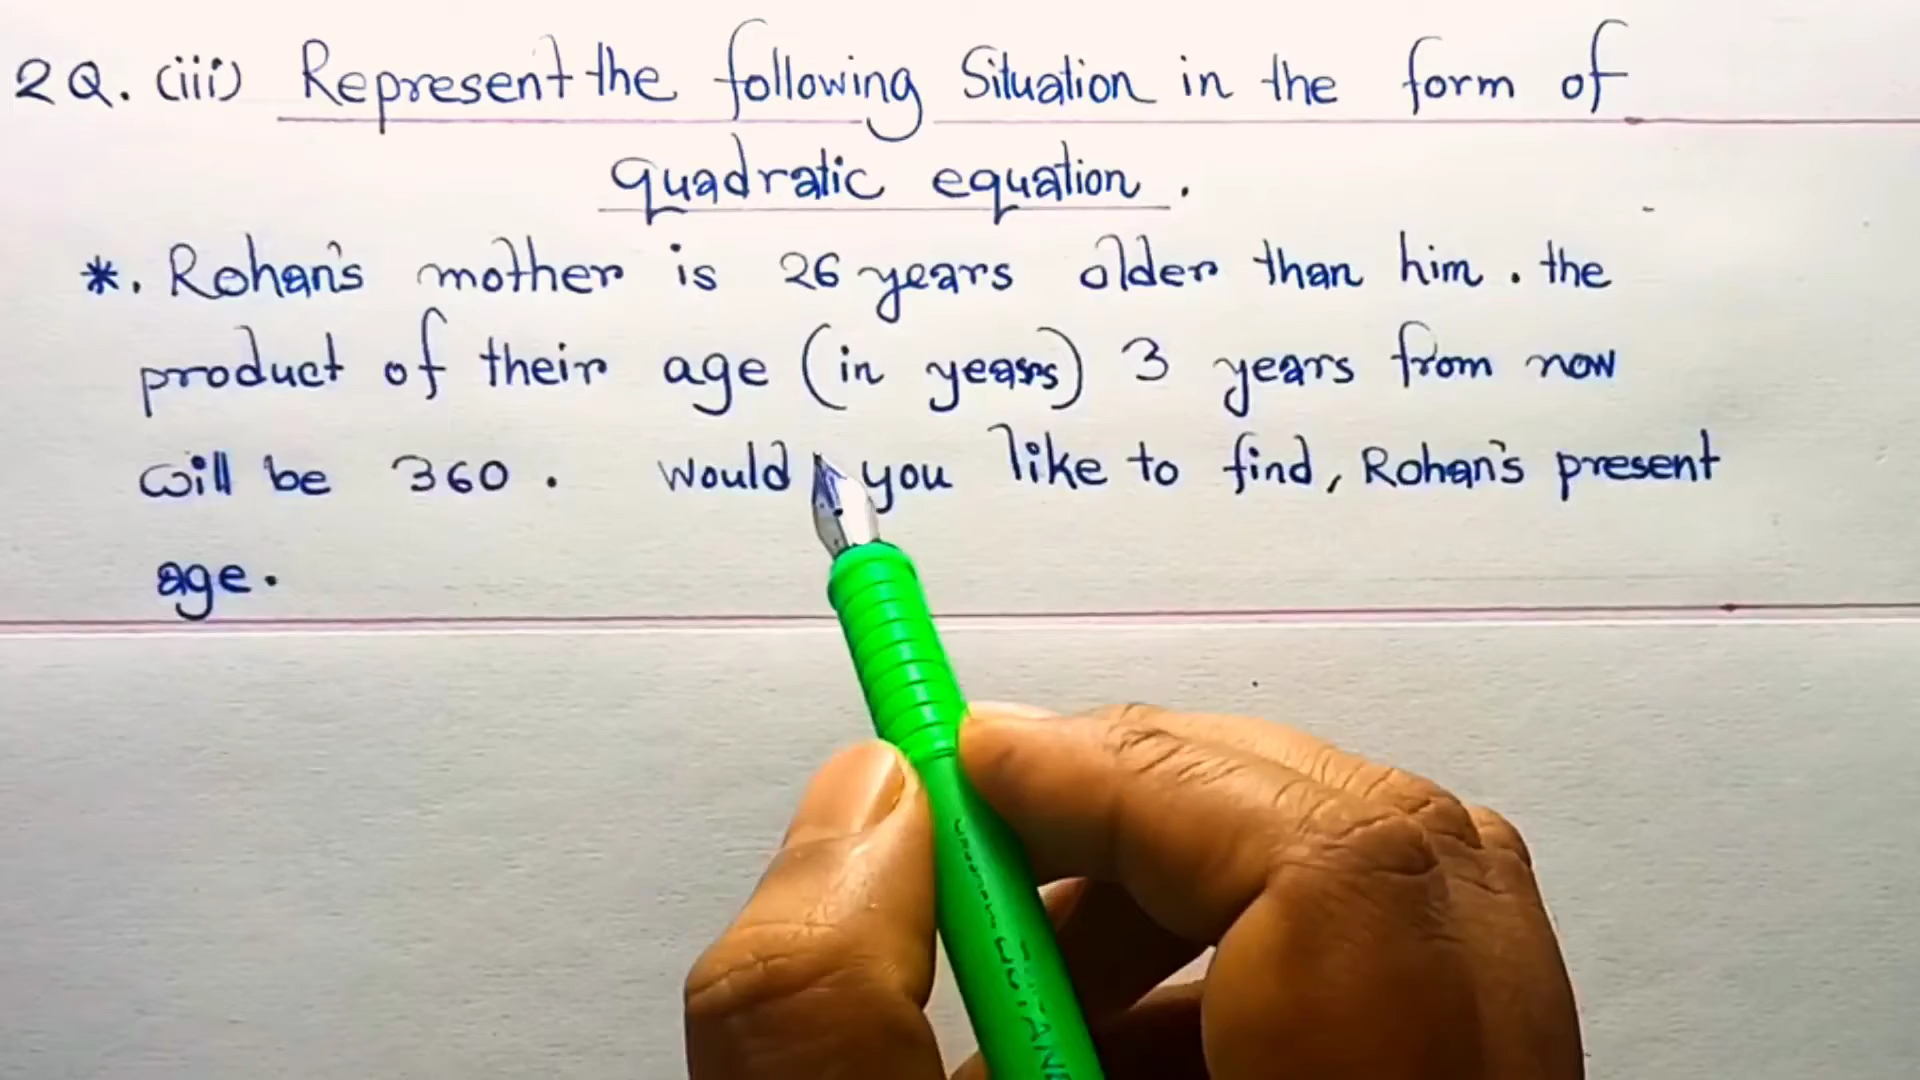 2Q. (iii) Represent the following Situation in the form of
quadratic equation.
*. Rohan's mother is 26 years older than him. the
product of their age (in years) 3 years from now
will be 360. would you like to find, Rohan's present
age.